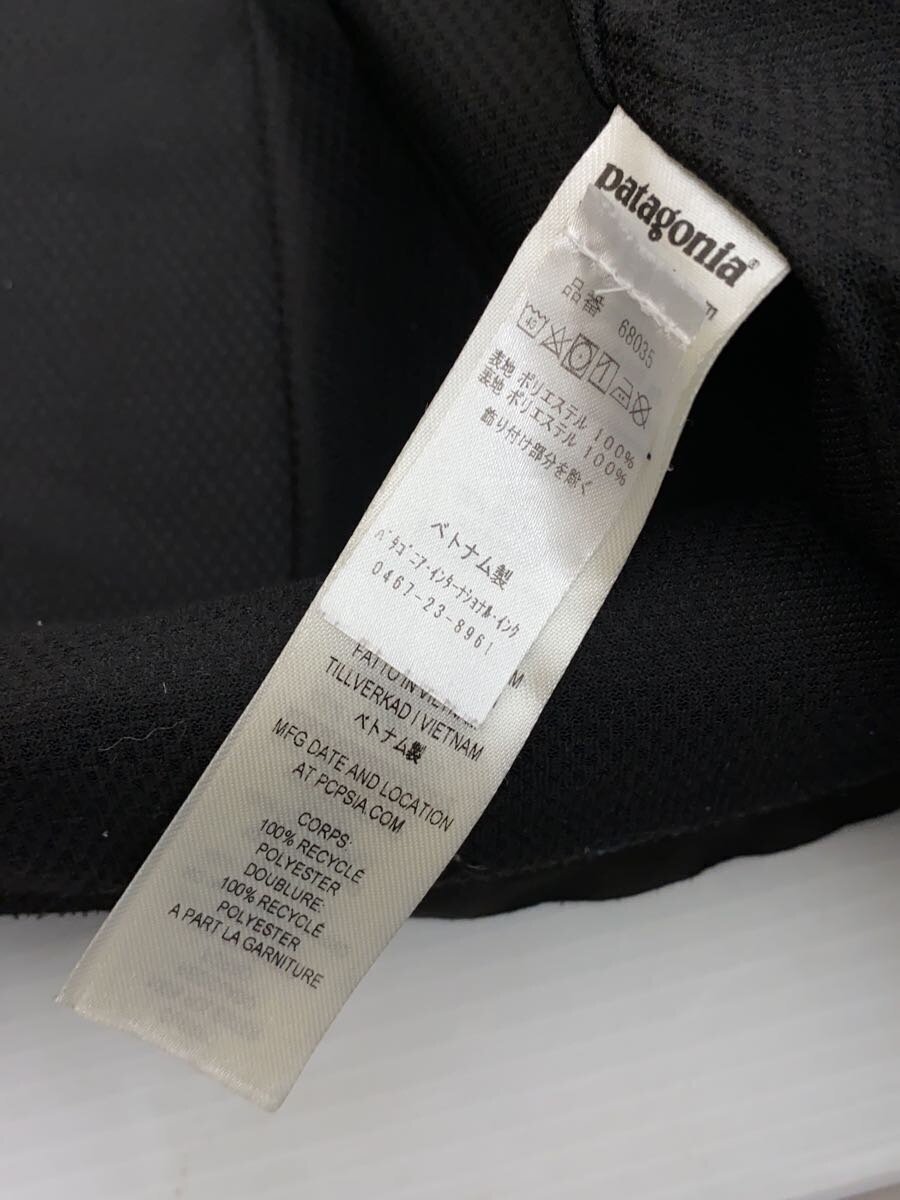 patagonia®
品番 68035
40
表地 ポリエステル 100%
裏地 ポリエステル 100%
飾り付け部分を除く
ベトナム製
パタゴニア・インターナショナル・インク
0467-23-8961
FATTO IN VIETNAM
TILLVERKAD I VIETNAM
ベトナム製
MFG DATE AND LOCATION
AT PCPSIA.COM
CORPS:
100% RECYCLÉ
POLYESTER
DOUBLURE:
100% RECYCLÉ
POLYESTER
A PART LA GARNITURE